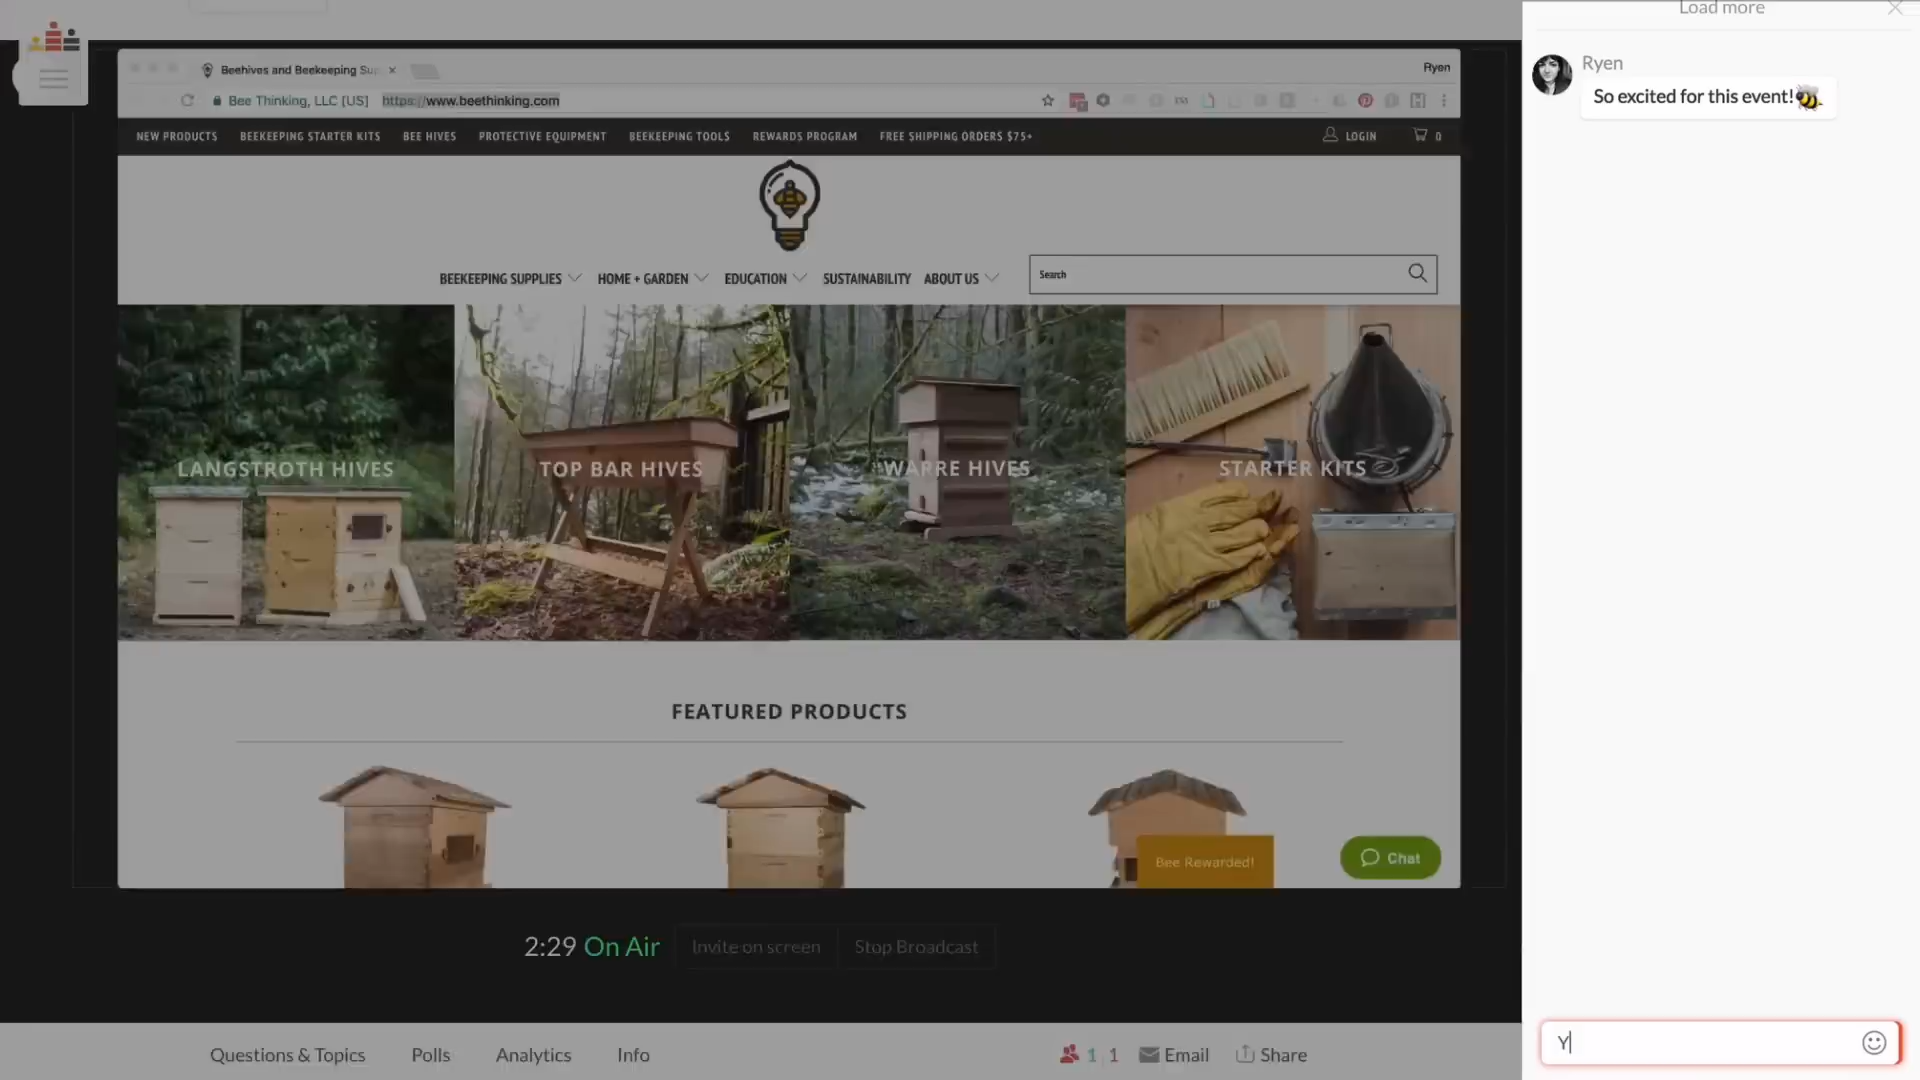 Load more
Ryen
So excited for this event!
Beehives and Beekeeping Sup
Ryen
Bee Thinking, LLC [US] https://www.beethinking.com
NEW PRODUCTS BEEKEEPING STARTER KITS BEE HIVES PROTECTIVE EQUIPMENT BEEKEEPING TOOLS REWARDS PROGRAM FREE SHIPPING ORDERS $75+ LOGIN 0
BEEKEEPING SUPPLIES HOME + GARDEN EDUCATION SUSTAINABILITY ABOUT US Search
LANGSTROTH HIVES TOP BAR HIVES WARRE HIVES STARTER KITS
FEATURED PRODUCTS
Bee Rewarded! Chat
2:29 On Air Invite on screen Stop Broadcast
Questions & Topics Polls Analytics Info 1 1 Email Share
Y